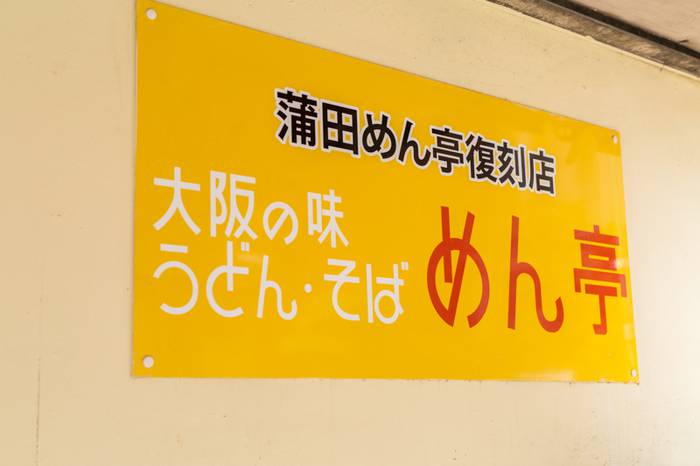 蒲田めん亭復刻店
大阪の味
うどん・そば
めん亭